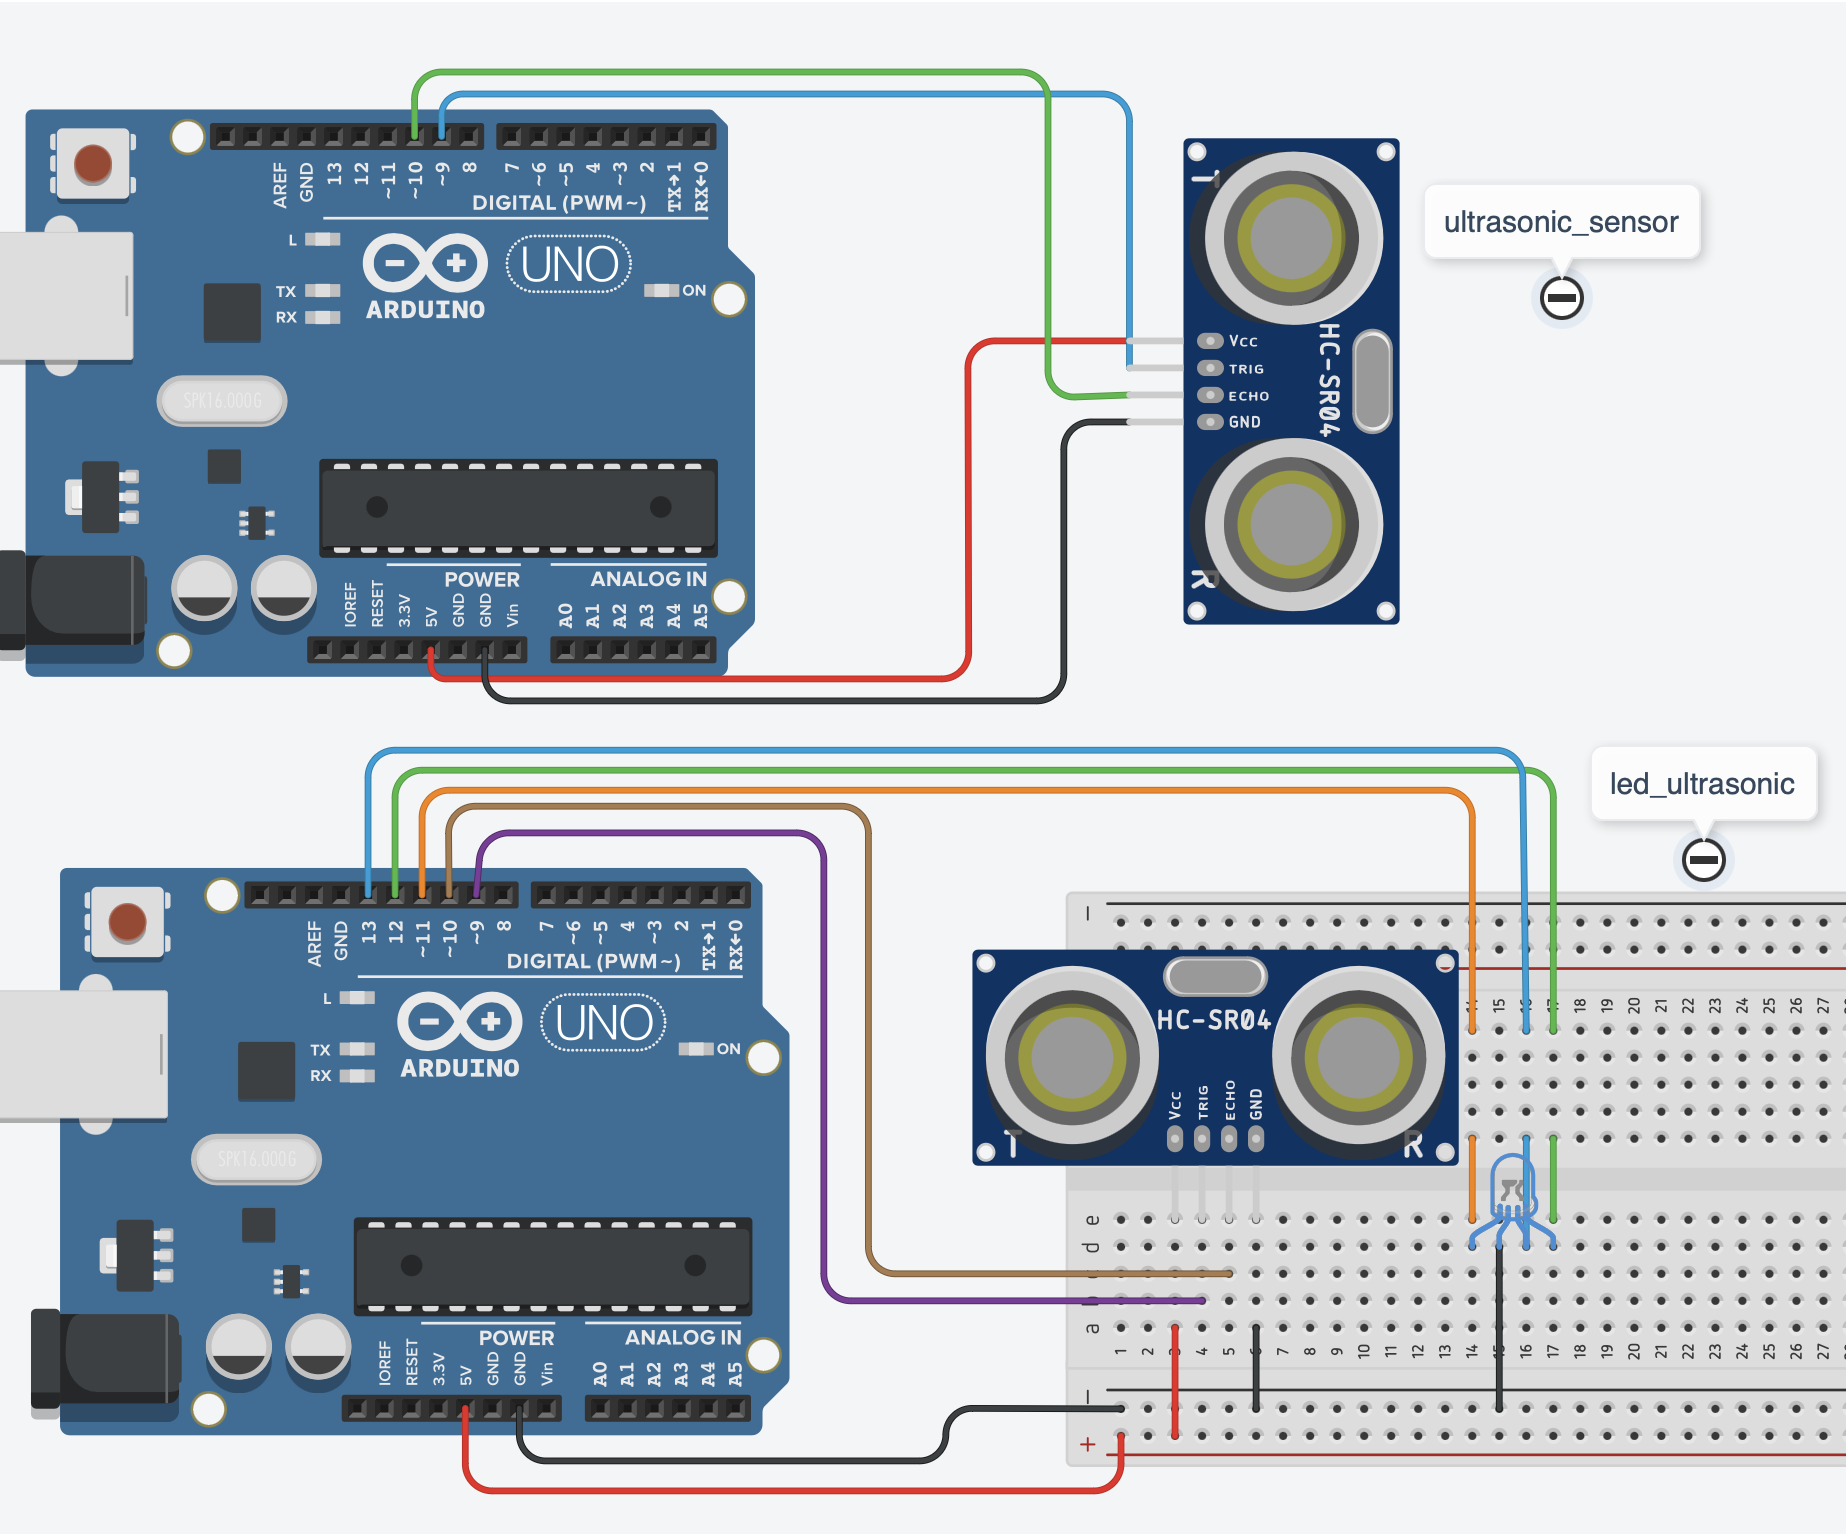 AREF
GND
13
12
~11
~10
~9
8
7
~6
~5
4
~3
2
TX→1
RX←0
DIGITAL (PWM~)
L
TX
RX
UNO
ARDUINO
ON
SPK16.000G
POWER
ANALOG IN
IOREF
RESET
3.3V
5V
GND
GND
Vin
A0
A1
A2
A3
A4
A5
T
Vcc
TRIG
ECHO
GND
HC-SR04
R
ultrasonic_sensor
led_ultrasonic
AREF
GND
13
12
~11
~10
~9
8
7
~6
~5
4
~3
2
TX→1
RX←0
DIGITAL (PWM~)
L
TX
RX
UNO
ARDUINO
ON
SPK16.000G
POWER
ANALOG IN
IOREF
RESET
3.3V
5V
GND
GND
Vin
A0
A1
A2
A3
A4
A5
HC-SR04
Vcc
TRIG
ECHO
GND
T
R
14 15 16 17 18 19 20 21 22 23 24 25 26 27
e
d
a
1 2 3 4 5 6 7 8 9 10 11 12 13 14 15 16 17 18 19 20 21 22 23 24 25 26 27